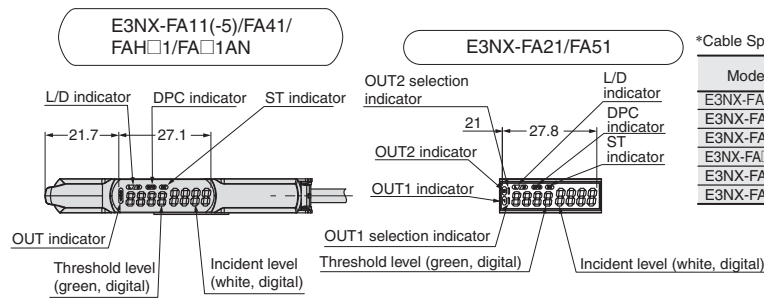 E3NX-FA11(-5)/FA41/
FAH□1/FA□1AN
L/D indicator
DPC indicator
ST indicator
21.7
27.1
OUT indicator
Threshold level
(green, digital)
Incident level
(white, digital)
E3NX-FA21/FA51
OUT2 selection
indicator
L/D
indicator
DPC
indicator
ST
indicator
21
27.8
OUT2 indicator
OUT1 indicator
OUT1 selection indicator
Threshold level (green, digital)
Incident level (white, digital)
*Cable Sp
Mode
E3NX-FA
E3NX-FA
E3NX-FA
E3NX-FA
E3NX-FA
E3NX-FA